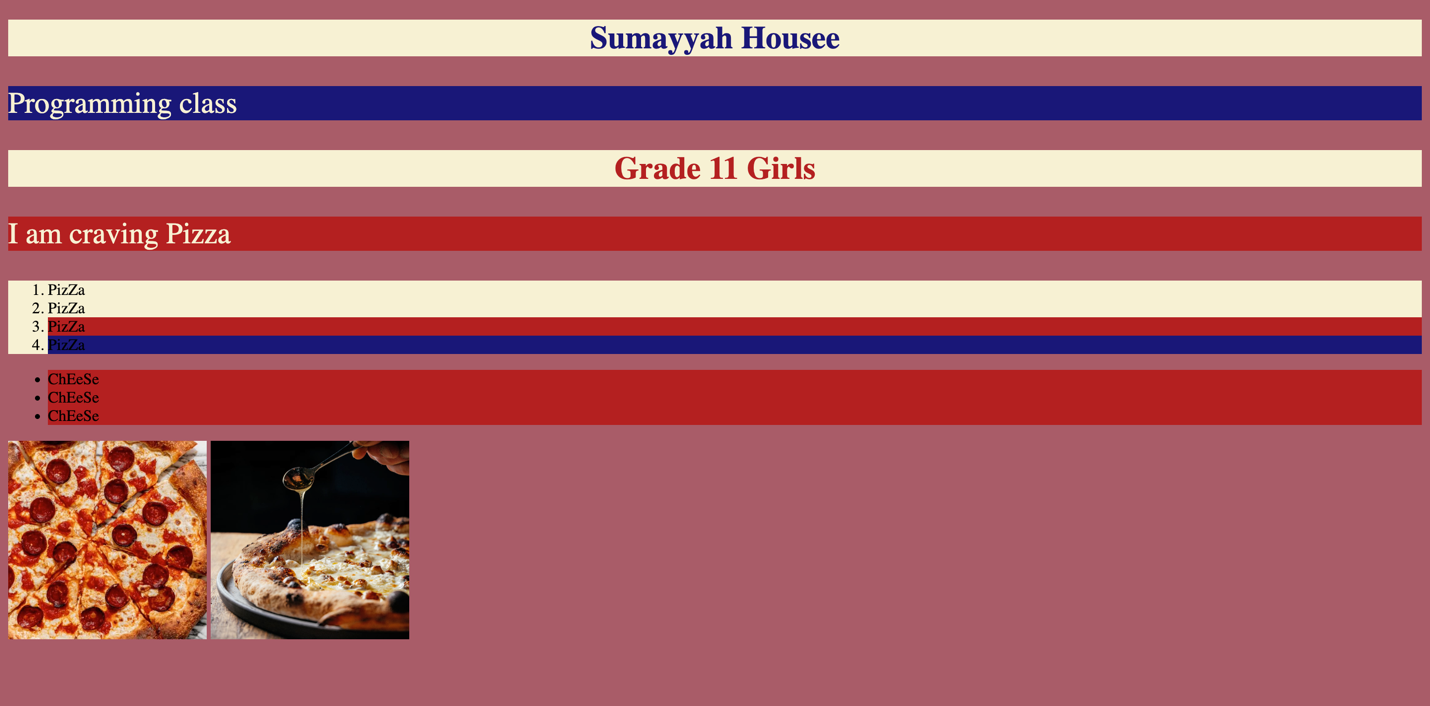 Sumayyah Housee
Programming class
Grade 11 Girls
I am craving Pizza
1. PizZa
2. PizZa
3. PizZa
4. PizZa
• ChEeSe
• ChEeSe
• ChEeSe